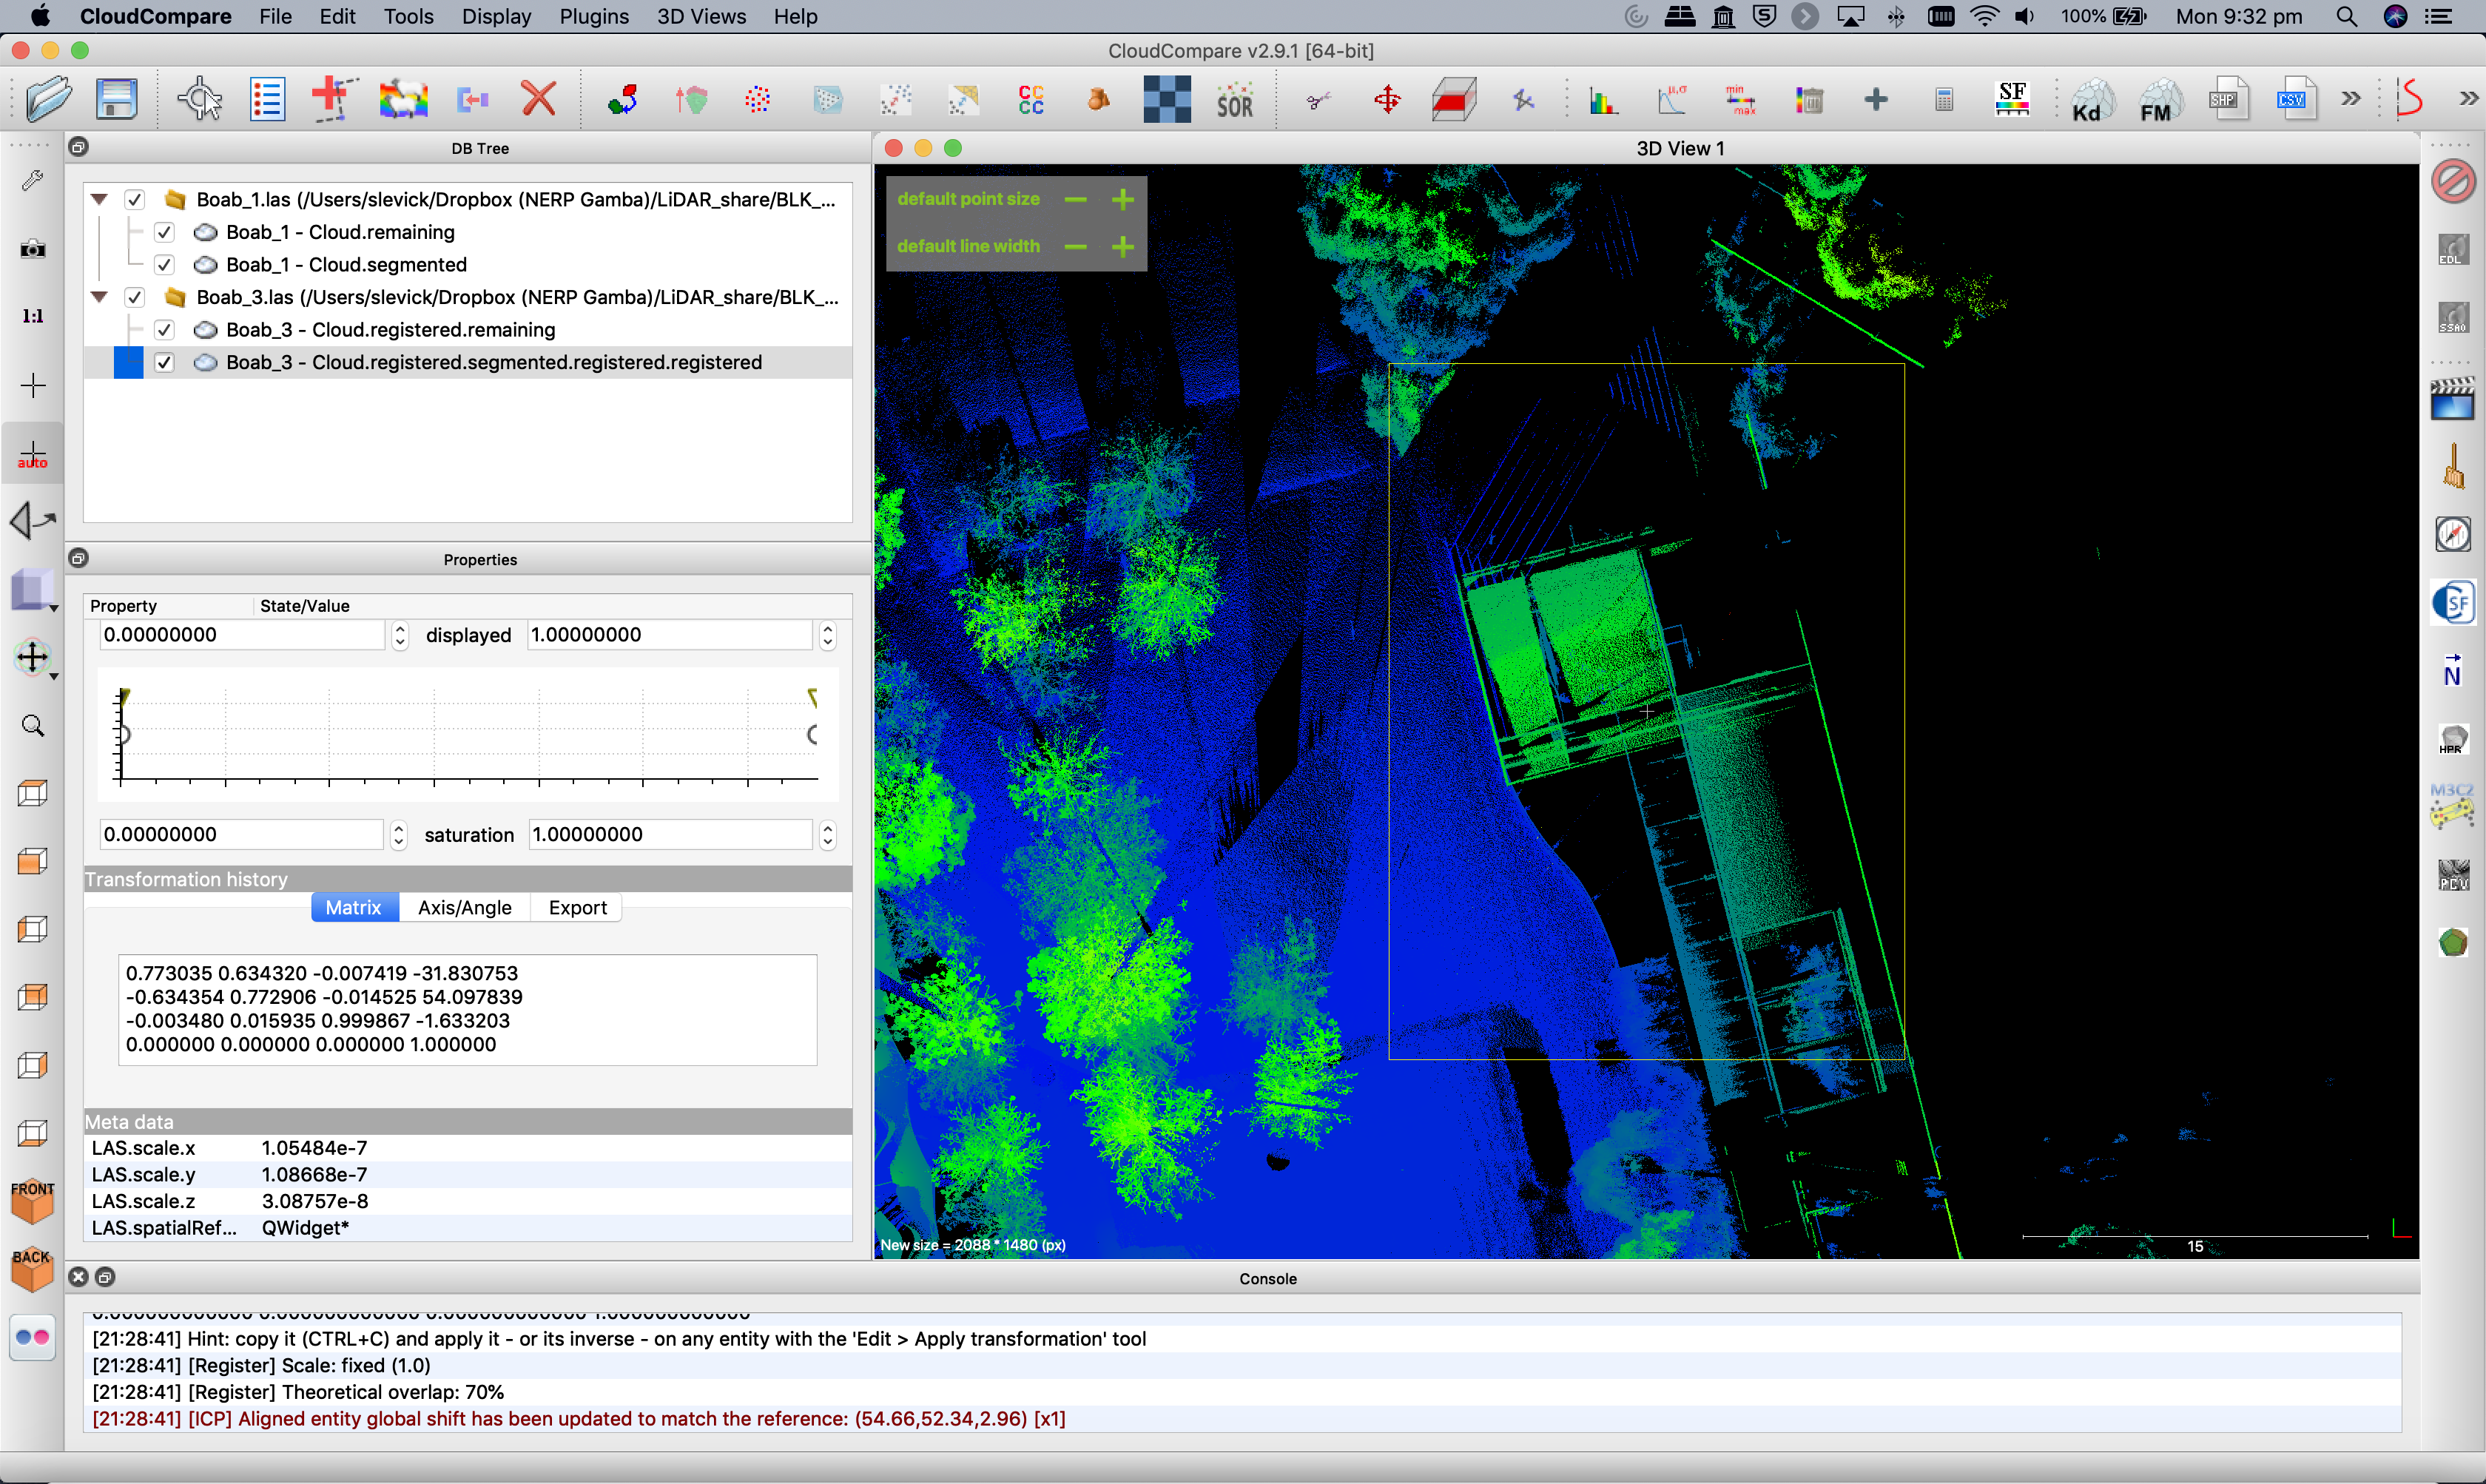 CloudCompare File Edit Tools Display Plugins 3D Views Help 100% Mon 9:32 pm
CloudCompare v2.9.1 [64-bit]
CC
CC
SOR
μ,σ
min
max
SF
Kd
FM
SHP
CSV
DB Tree
Boab_1.las (/Users/slevick/Dropbox (NERP Gamba)/LiDAR_share/BLK_...
Boab_1 - Cloud.remaining
Boab_1 - Cloud.segmented
Boab_3.las (/Users/slevick/Dropbox (NERP Gamba)/LiDAR_share/BLK_...
Boab_3 - Cloud.registered.remaining
Boab_3 - Cloud.registered.segmented.registered.registered
1:1
auto
FRONT
BACK
Properties
Property State/Value
0.00000000 displayed 1.00000000
0.00000000 saturation 1.00000000
Transformation history
Matrix Axis/Angle Export
0.773035 0.634320 -0.007419 -31.830753
-0.634354 0.772906 -0.014525 54.097839
-0.003480 0.015935 0.999867 -1.633203
0.000000 0.000000 0.000000 1.000000
Meta data
LAS.scale.x 1.05484e-7
LAS.scale.y 1.08668e-7
LAS.scale.z 3.08757e-8
LAS.spatialRef... QWidget*
3D View 1
default point size
default line width
New size = 2088 * 1480 (px)
15
EDL
SSAO
SF
N
HPR
M3C2
PCV
Console
[21:28:41] Hint: copy it (CTRL+C) and apply it - or its inverse - on any entity with the 'Edit > Apply transformation' tool
[21:28:41] [Register] Scale: fixed (1.0)
[21:28:41] [Register] Theoretical overlap: 70%
[21:28:41] [ICP] Aligned entity global shift has been updated to match the reference: (54.66,52.34,2.96) [x1]